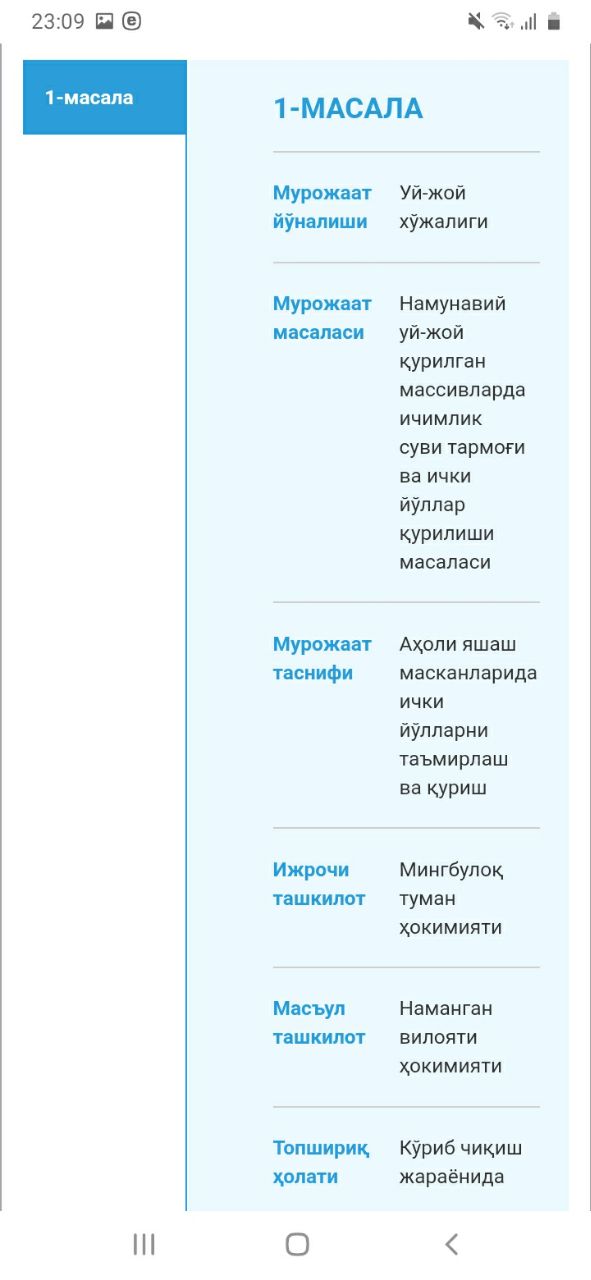 23:09
1-масала
1-МАСАЛА
Мурожаат йўналиши
Уй-жой
хўжалиги
Мурожаат масаласи
Намунавий
уй-жой
қурилган
массивларда
ичимлик
суви тармоғи
ва ички
йўллар
қурилиши
масаласи
Мурожаат таснифи
Аҳоли яшаш
масканларида
ички
йўлларни
таъмирлаш
ва қуриш
Ижрочи ташкилот
Мингбулоқ
туман
ҳокимияти
Масъул ташкилот
Наманган
вилояти
ҳокимияти
Топшириқ ҳолати
Кўриб чиқиш
жараёнида